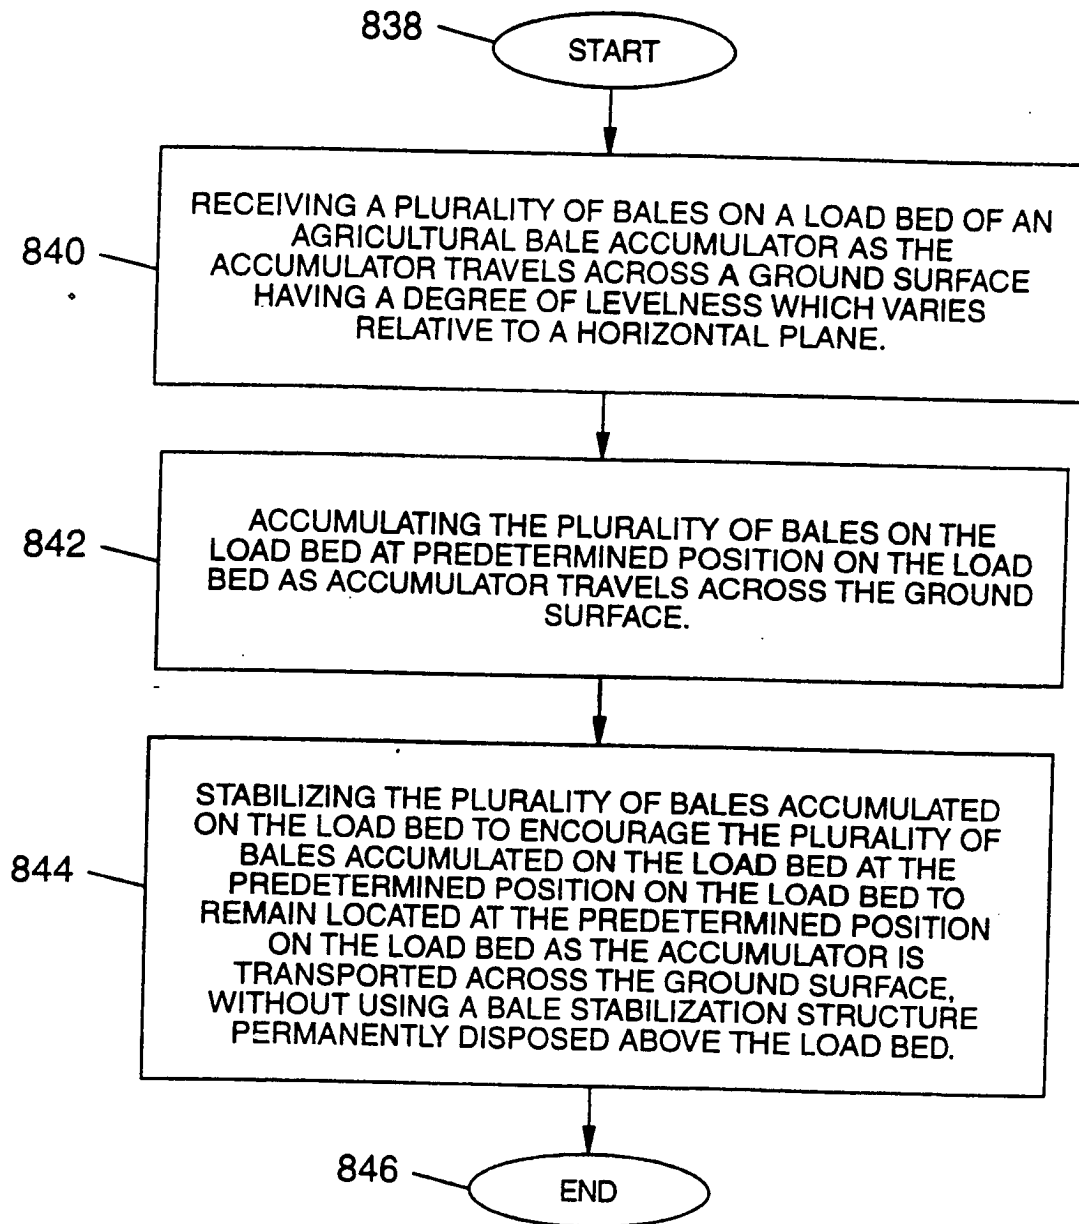 838
START
840
RECEIVING A PLURALITY OF BALES ON A LOAD BED OF AN
AGRICULTURAL BALE ACCUMULATOR AS THE
ACCUMULATOR TRAVELS ACROSS A GROUND SURFACE
HAVING A DEGREE OF LEVELNESS WHICH VARIES
RELATIVE TO A HORIZONTAL PLANE.
842
ACCUMULATING THE PLURALITY OF BALES ON THE
LOAD BED AT PREDETERMINED POSITION ON THE LOAD
BED AS ACCUMULATOR TRAVELS ACROSS THE GROUND
SURFACE.
844
STABILIZING THE PLURALITY OF BALES ACCUMULATED
ON THE LOAD BED TO ENCOURAGE THE PLURALITY OF
BALES ACCUMULATED ON THE LOAD BED AT THE
PREDETERMINED POSITION ON THE LOAD BED TO
REMAIN LOCATED AT THE PREDETERMINED POSITION
ON THE LOAD BED AS THE ACCUMULATOR IS
TRANSPORTED ACROSS THE GROUND SURFACE,
WITHOUT USING A BALE STABILIZATION STRUCTURE
PERMANENTLY DISPOSED ABOVE THE LOAD BED.
846
END